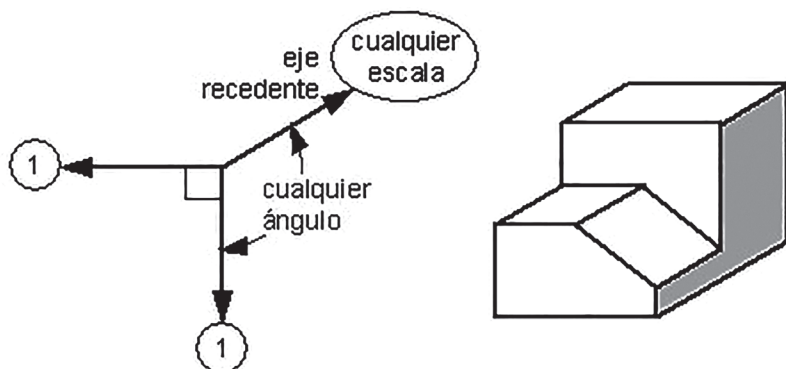 eje
recedente
cualquier
escala
1
cualquier
ángulo
1